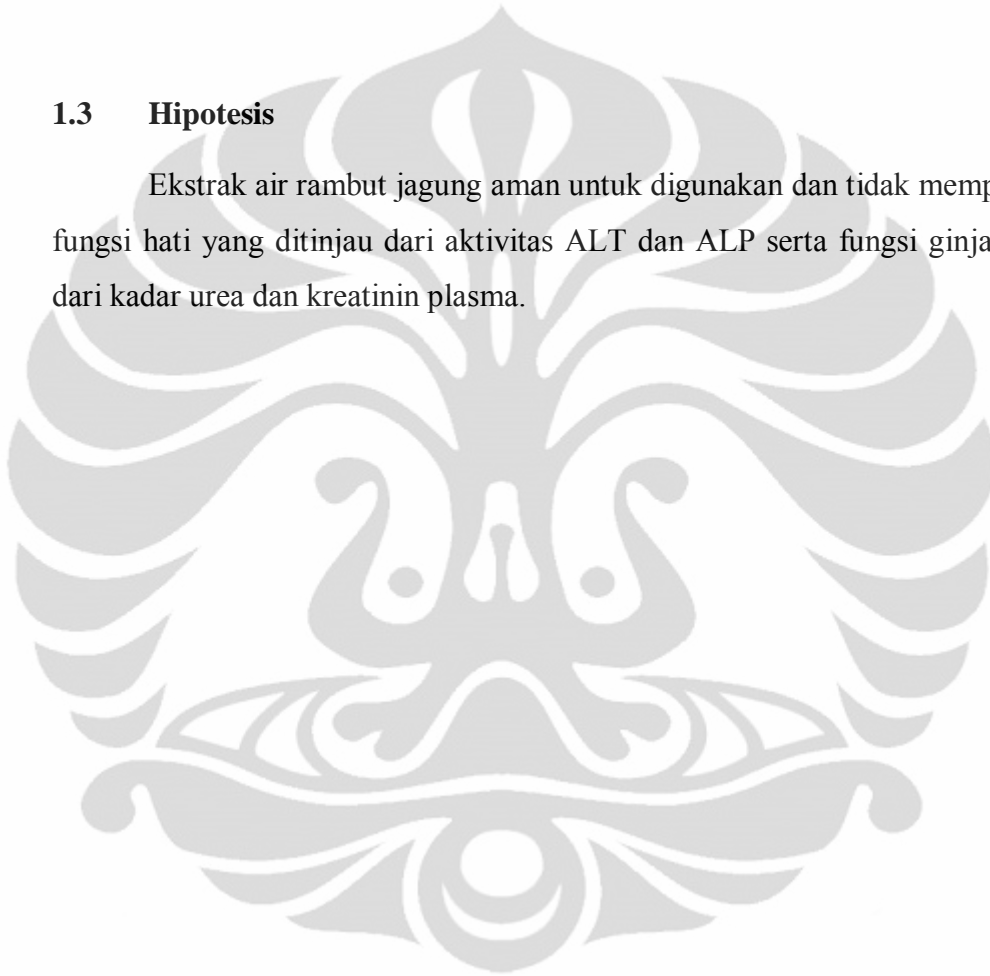 1.3 Hipotesis
Ekstrak air rambut jagung aman untuk digunakan dan tidak memp
fungsi hati yang ditinjau dari aktivitas ALT dan ALP serta fungsi ginja
dari kadar urea dan kreatinin plasma.